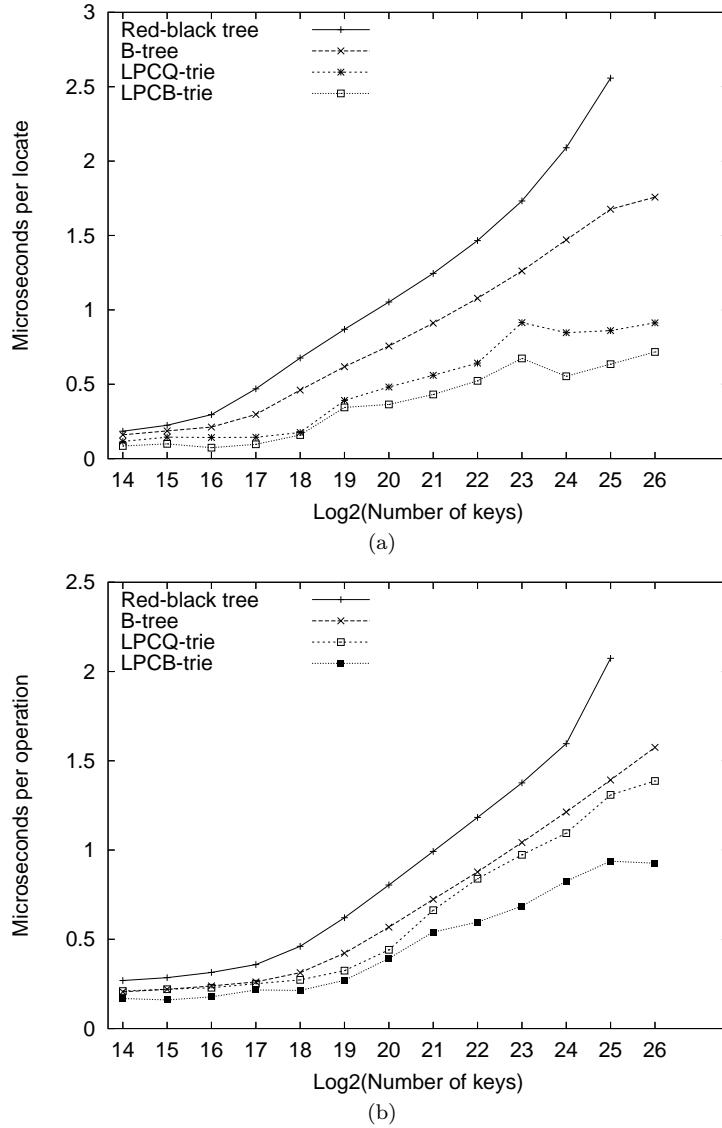 3
2.5
2
1.5
1
0.5
0
Microseconds per locate
Red-black tree
B-tree
LPCQ-trie
LPCB-trie
14 15 16 17 18 19 20 21 22 23 24 25 26
Log2(Number of keys)
(a)
2.5
2
1.5
1
0.5
0
Microseconds per operation
Red-black tree
B-tree
LPCQ-trie
LPCB-trie
14 15 16 17 18 19 20 21 22 23 24 25 26
Log2(Number of keys)
(b)